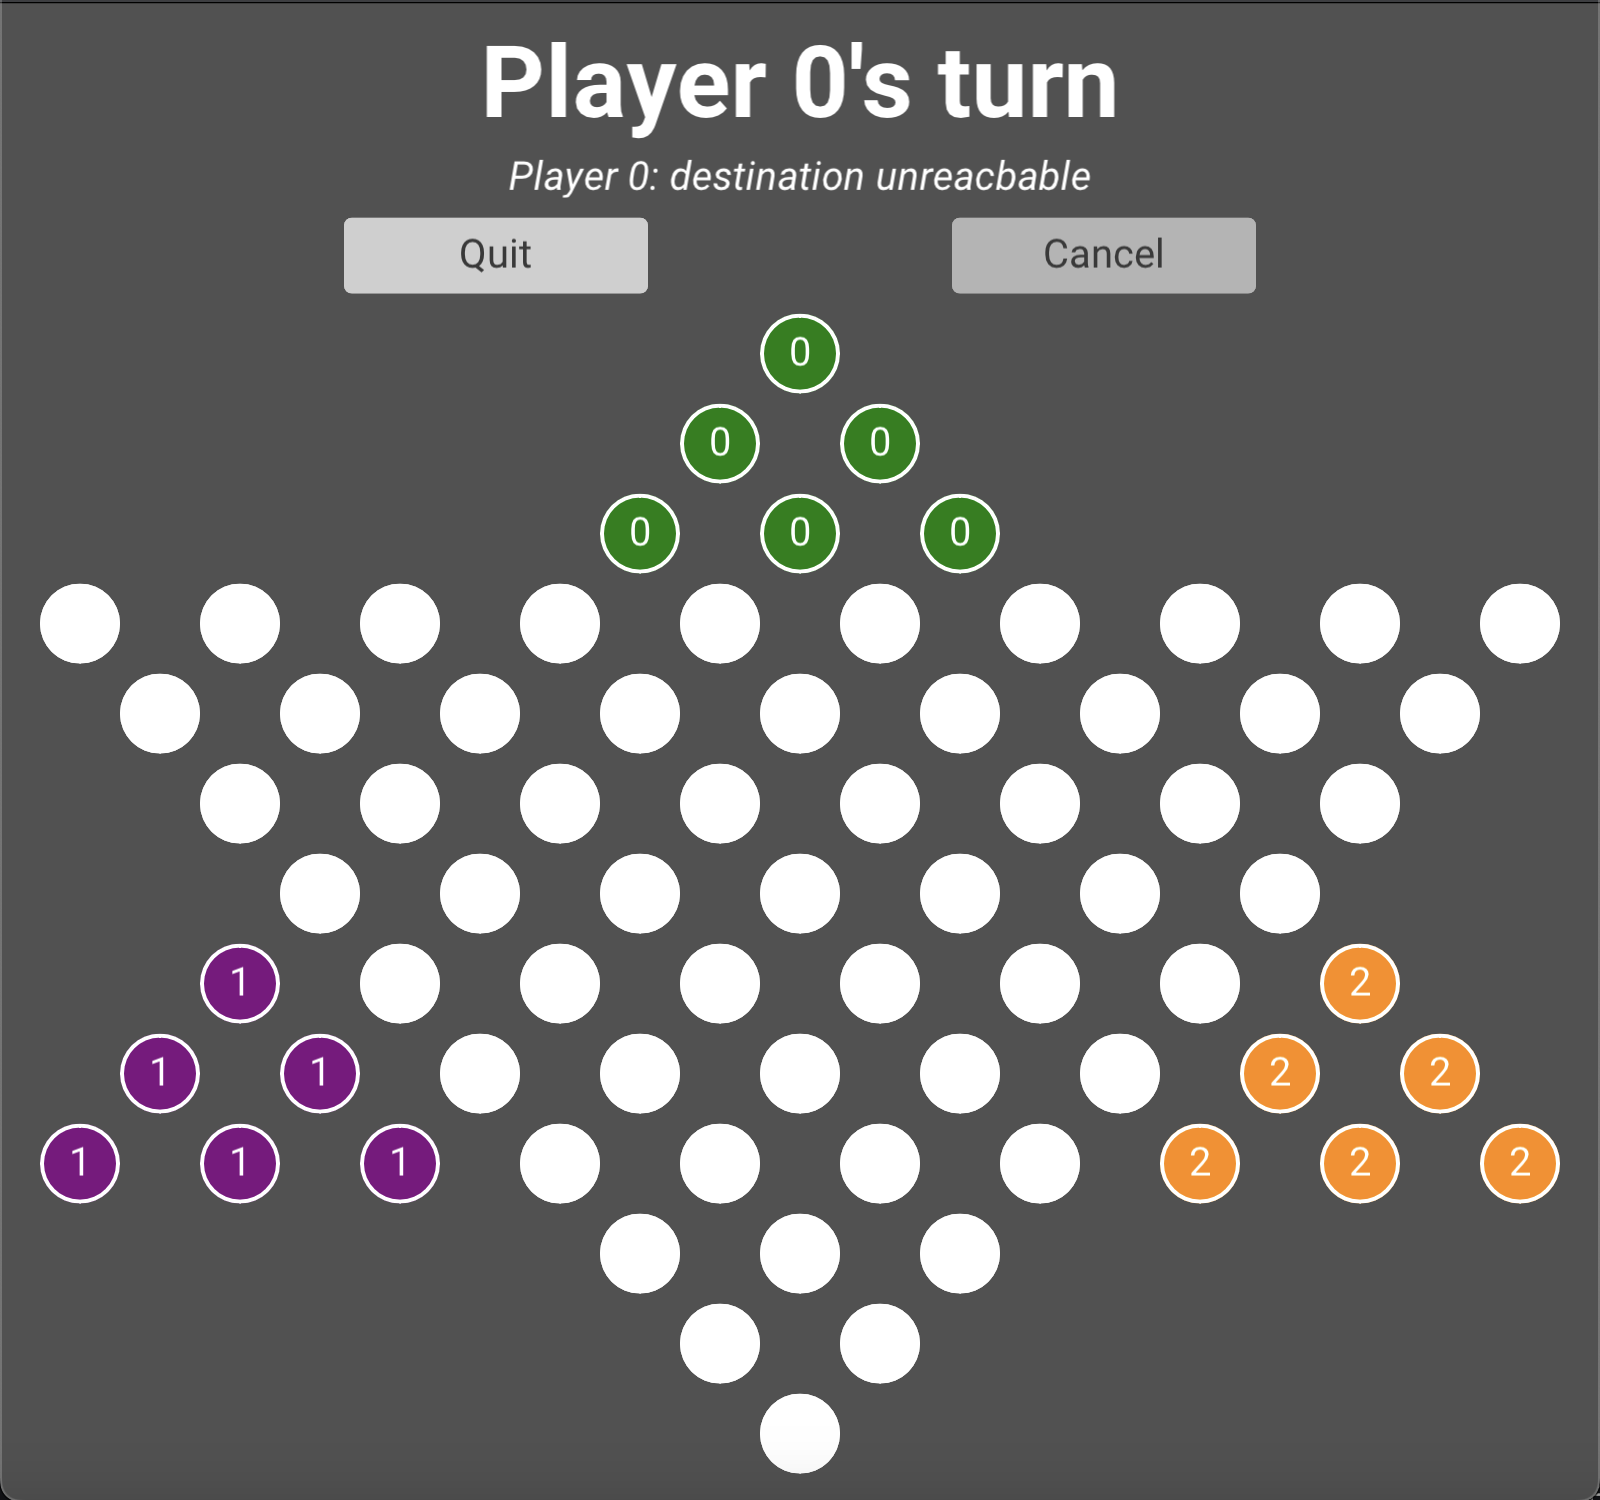 Player 0's turn
Player 0: destination unreacbable
Quit Cancel
0
0 0
0 0 0
1 2
1 1 2 2
1 1 1 2 2 2